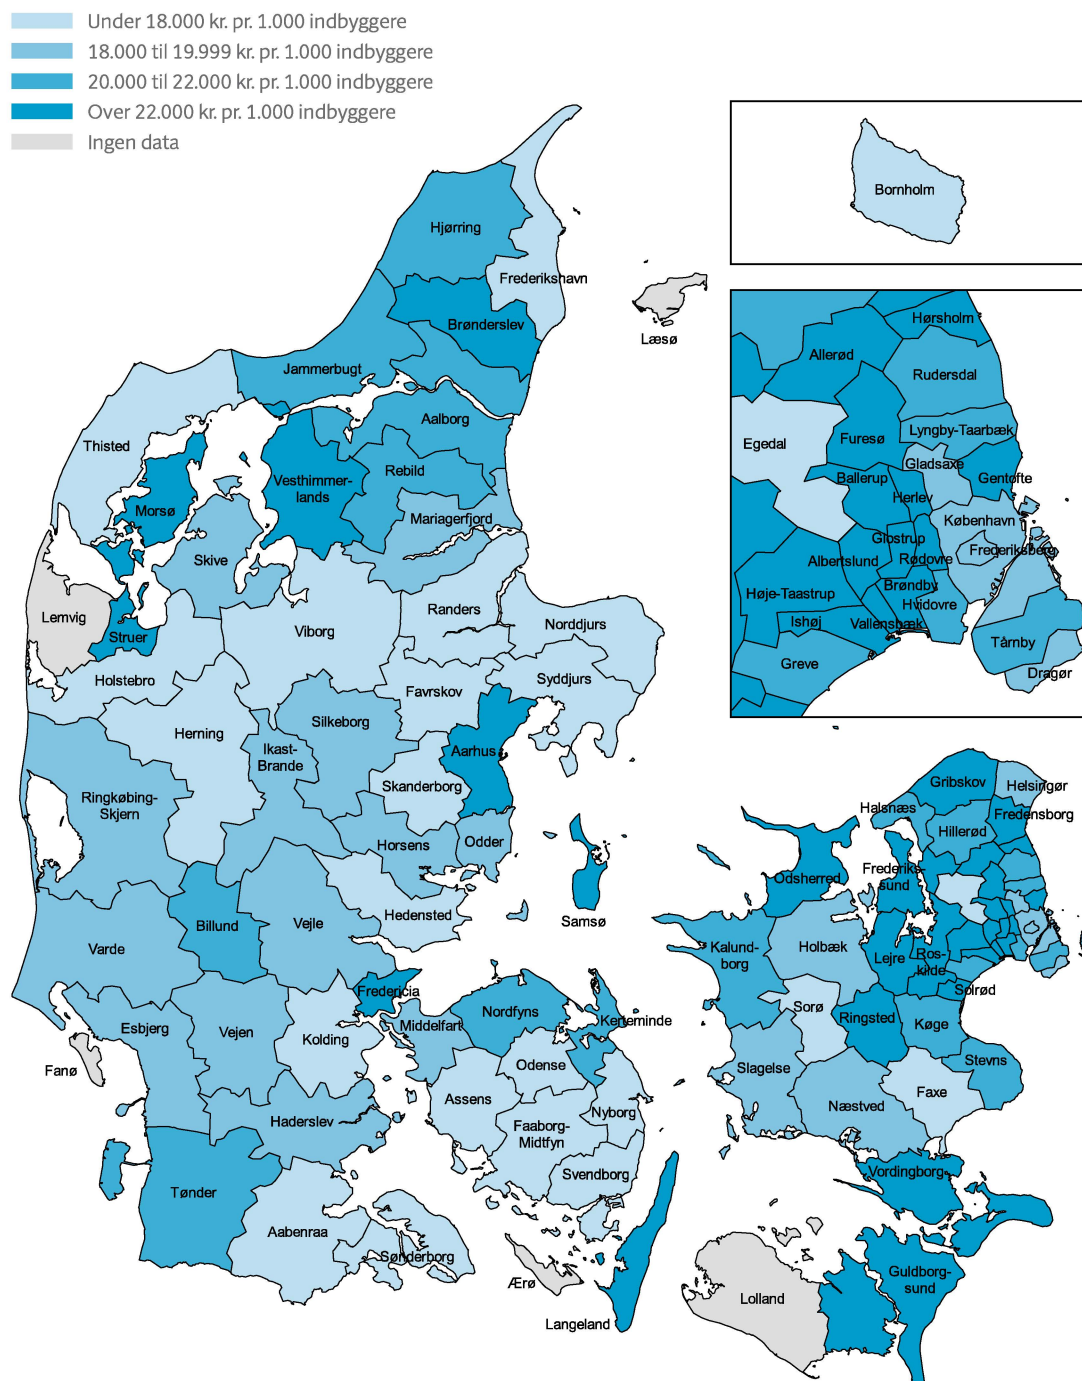 Under 18.000 kr. pr. 1.000 indbyggere
18.000 til 19.999 kr. pr. 1.000 indbyggere
20.000 til 22.000 kr. pr. 1.000 indbyggere
Over 22.000 kr. pr. 1.000 indbyggere
Ingen data
Bornholm
Hjørring
Frederikshavn
Brønderslev
Læsø
Jammerbugt
Aalborg
Thisted
Vesthimmer-
lands
Rebild
Morsø
Mariagerfjord
Skive
Lemvig
Struer
Viborg
Randers
Norddjurs
Holstebro
Favrskov
Syddjurs
Herning
Silkeborg
Ikast-
Brande
Aarhus
Skanderborg
Ringkøbing-
Skjern
Horsens
Odder
Hedensted
Samsø
Billund
Vejle
Varde
Fredericia
Esbjerg
Vejen
Kolding
Middelfart
Nordfyns
Kerteminde
Fanø
Odense
Assens
Nyborg
Haderslev
Faaborg-
Midtfyn
Svendborg
Tønder
Aabenraa
Sønderborg
Ærø
Langeland
Hørsholm
Allerød
Rudersdal
Egedal
Furesø
Lyngby-Taarbæk
Gladsaxe
Ballerup
Gentofte
Herlev
København
Glostrup
Frederiksberg
Albertslund
Rødovre
Høje-Taastrup
Brøndby
Hvidovre
Ishøj
Vallensbæk
Tårnby
Greve
Dragør
Gribskov
Helsingør
Halsnæs
Fredensborg
Hillerød
Odsherred
Frederiks-
sund
Kalund-
borg
Holbæk
Lejre
Ros-
kilde
Solrød
Sorø
Ringsted
Køge
Stevns
Slagelse
Faxe
Næstved
Vordingborg
Guldborg-
sund
Lolland